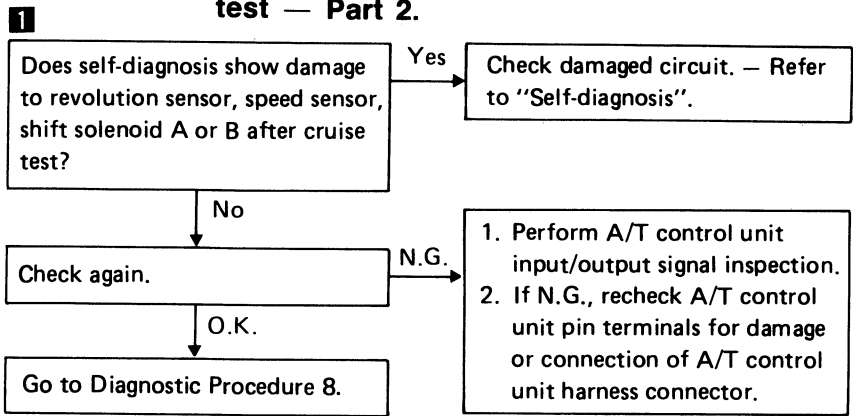 test — Part 2.
1
Does self-diagnosis show damage
to revolution sensor, speed sensor,
shift solenoid A or B after cruise
test?
Yes
Check damaged circuit. — Refer
to "Self-diagnosis".
No
Check again.
N.G.
1. Perform A/T control unit
input/output signal inspection.
2. If N.G., recheck A/T control
unit pin terminals for damage
or connection of A/T control
unit harness connector.
O.K.
Go to Diagnostic Procedure 8.